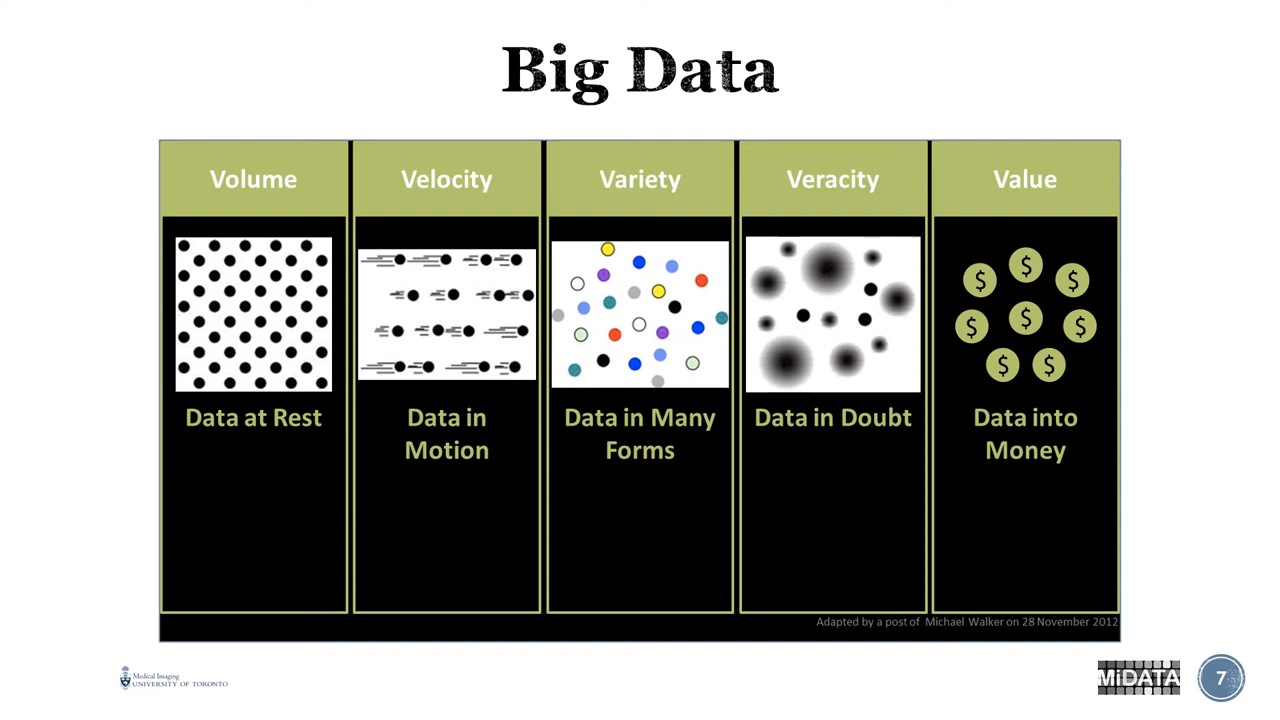 Big Data
Volume
Velocity
Variety
Veracity
Value
$
$
$
$
$
$
$
$
Data at Rest
Data in
Motion
Data in Many
Forms
Data in Doubt
Data into
Money
Adapted by a post of Michael Walker on 28 November 2012
Medical Imaging
UNIVERSITY OF TORONTO
MiDATA
7